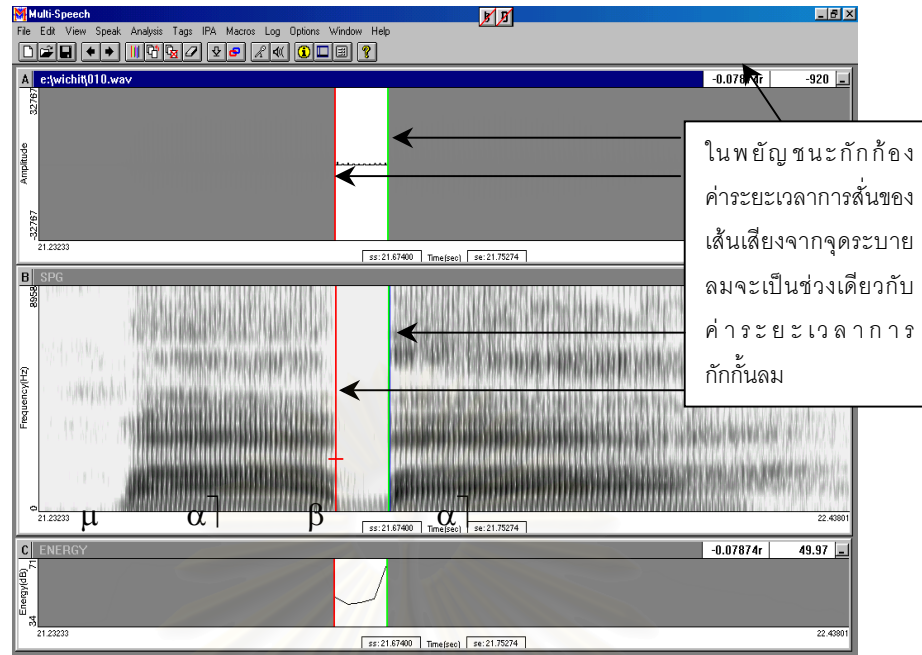 Multi-Speech
File Edit View Speak Analysis Tags IPA Macros Log Options Window Help
A e:\wichit\010.wav -0.07874r -920
32767
Amplitude
-32767
21.23233
ss:21.67400 Time(sec) se:21.75274
ในพยัญชนะกักก้อง
ค่าระยะเวลาการสั่นของ
เส้นเสียงจากจุดระบาย
ลมจะเป็นช่วงเดียวกับ
ค่าระยะเวลาการ
กักกั้นลม
B SPG
8958
Frequency(Hz)
0
μ α˥ β α˥
21.23233 22.43801
ss:21.67400 Time(sec) se:21.75274
C ENERGY -0.07874r 49.97
71
Energy(dB)
34
21.23233 22.43801
ss:21.67400 Time(sec) se:21.75274